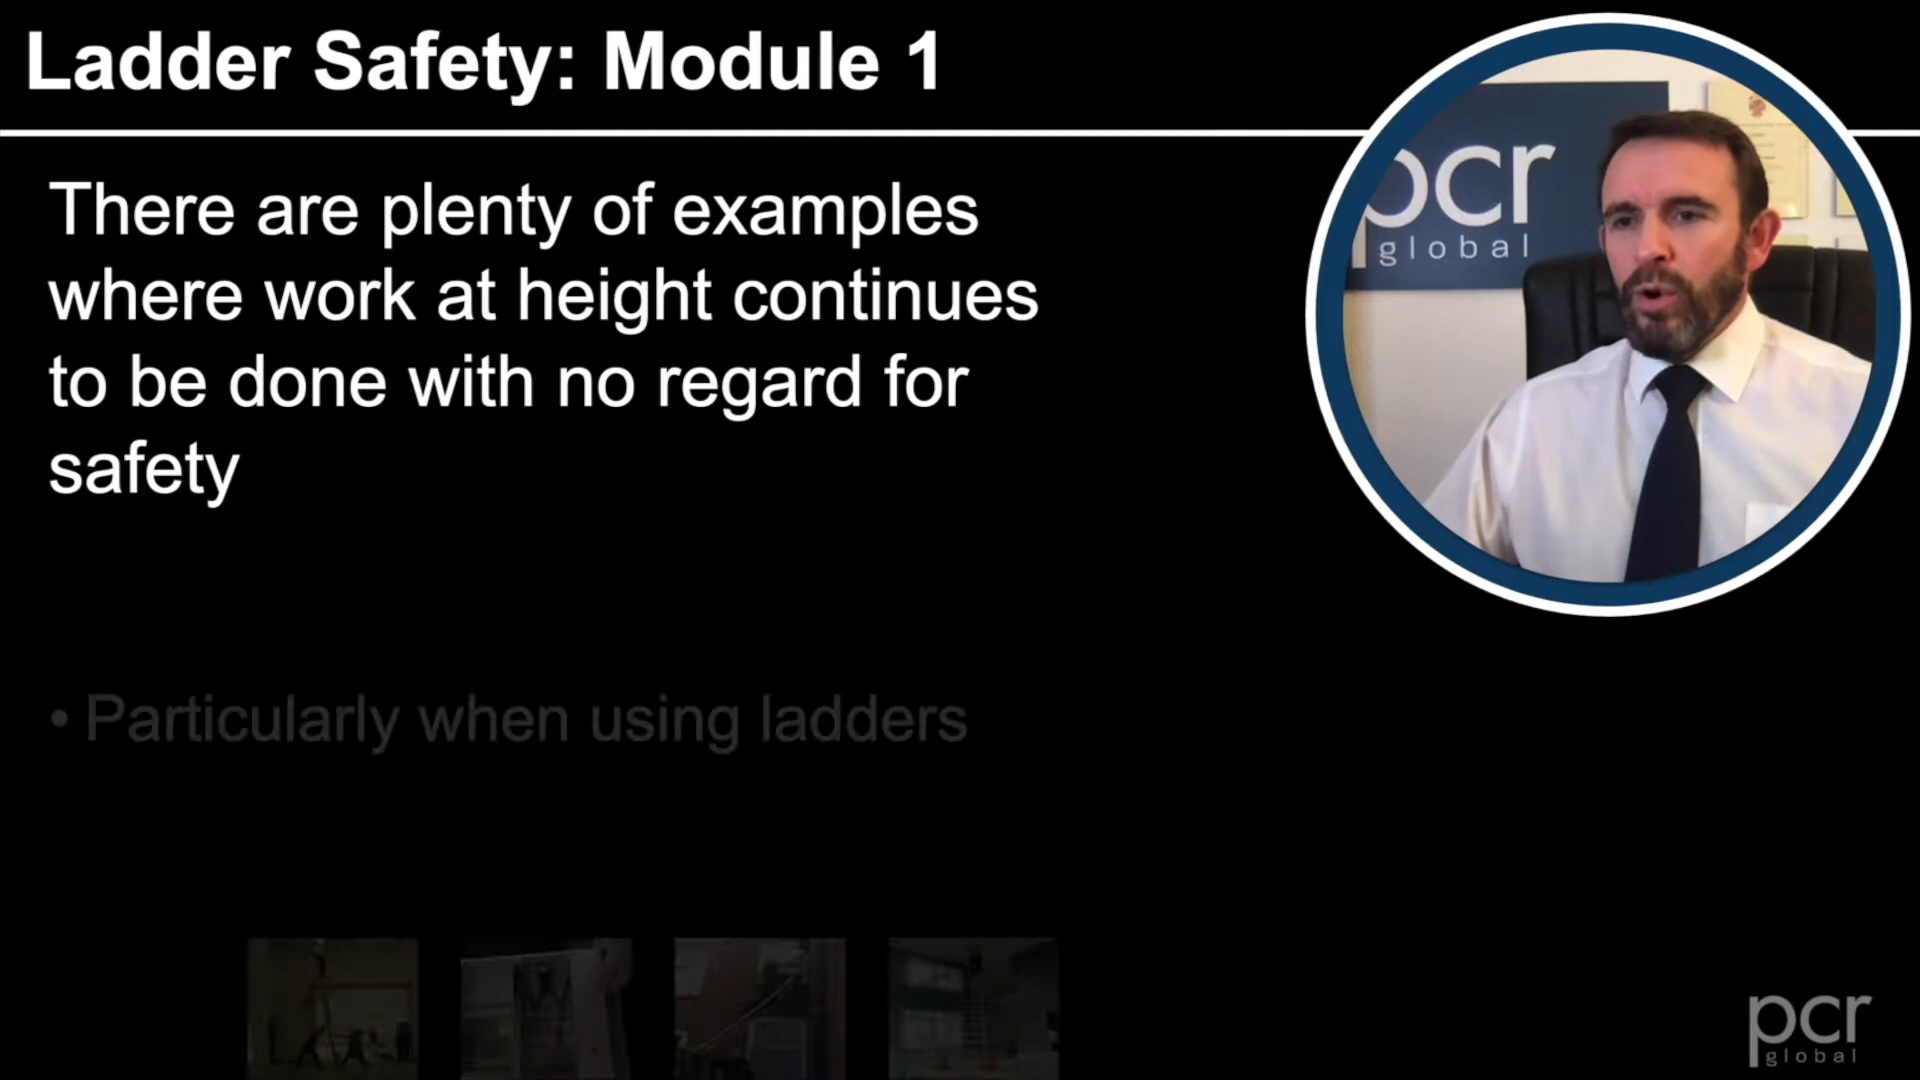 Ladder Safety: Module 1
There are plenty of examples
where work at height continues
to be done with no regard for
safety
• Particularly when using ladders
pcr
global
pcr
global